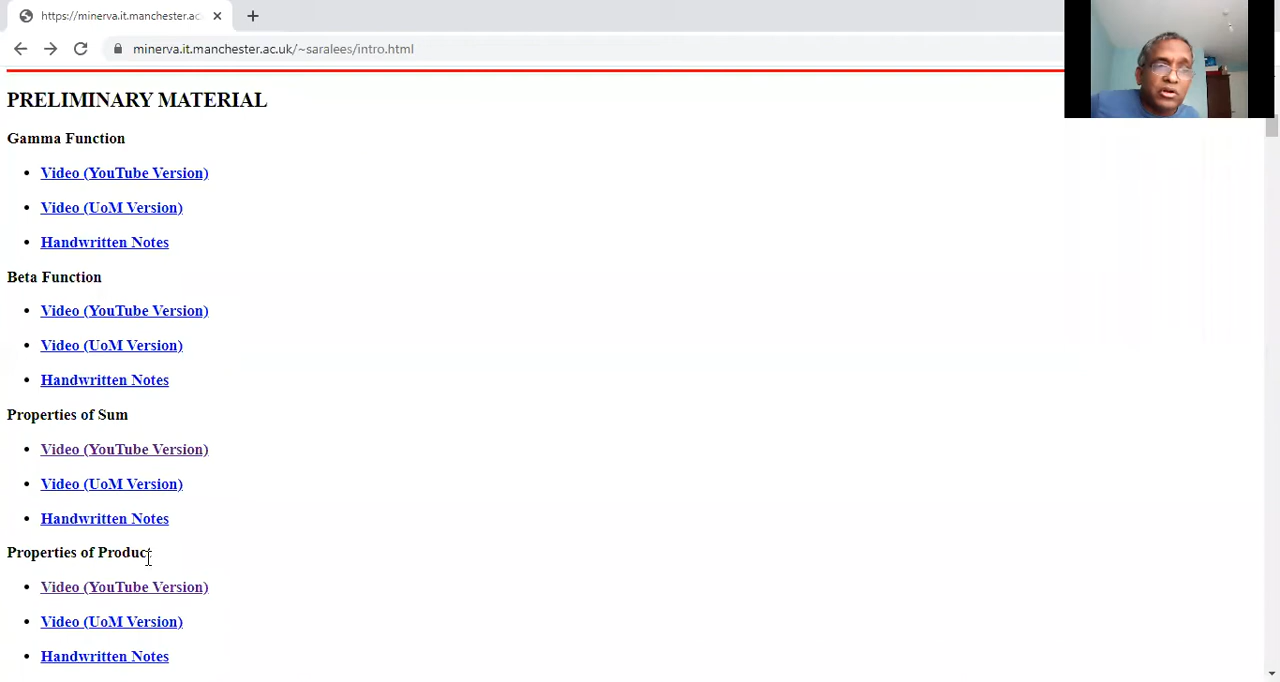 https://minerva.it.manchester.ac.
minerva.it.manchester.ac.uk/~saralees/intro.html
PRELIMINARY MATERIAL
Gamma Function
Video (YouTube Version)
Video (UoM Version)
Handwritten Notes
Beta Function
Video (YouTube Version)
Video (UoM Version)
Handwritten Notes
Properties of Sum
Video (YouTube Version)
Video (UoM Version)
Handwritten Notes
Properties of Product
Video (YouTube Version)
Video (UoM Version)
Handwritten Notes